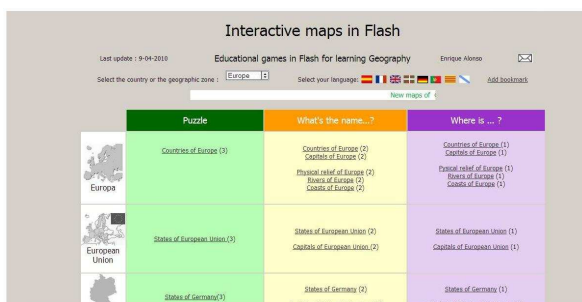 Interactive maps in Flash
Last update : 9-04-2010 Educational games in Flash for learning Geography Enrique Alonso
Select the country or the geographic zone : Europe Select your language: Add bookmark
New maps of
Puzzle What's the name...? Where is ... ?
Europa
Countries of Europe (3)
Countries of Europe (2)
Capitals of Europe (2)
Physical relief of Europe (2)
Rivers of Europe (2)
Coasts of Europe (2)
Countries of Europe (1)
Capitals of Europe (1)
Pysical relief of Europe (1)
Rivers of Europe (1)
Coasts of Europe (1)
European
Union
States of European Union (3)
States of European Union (2)
Capitals of European Union (2)
States of European Union (1)
Capitals of European Union (1)
States of Germany(3)
States of Germany (2)
States of Germany (1)